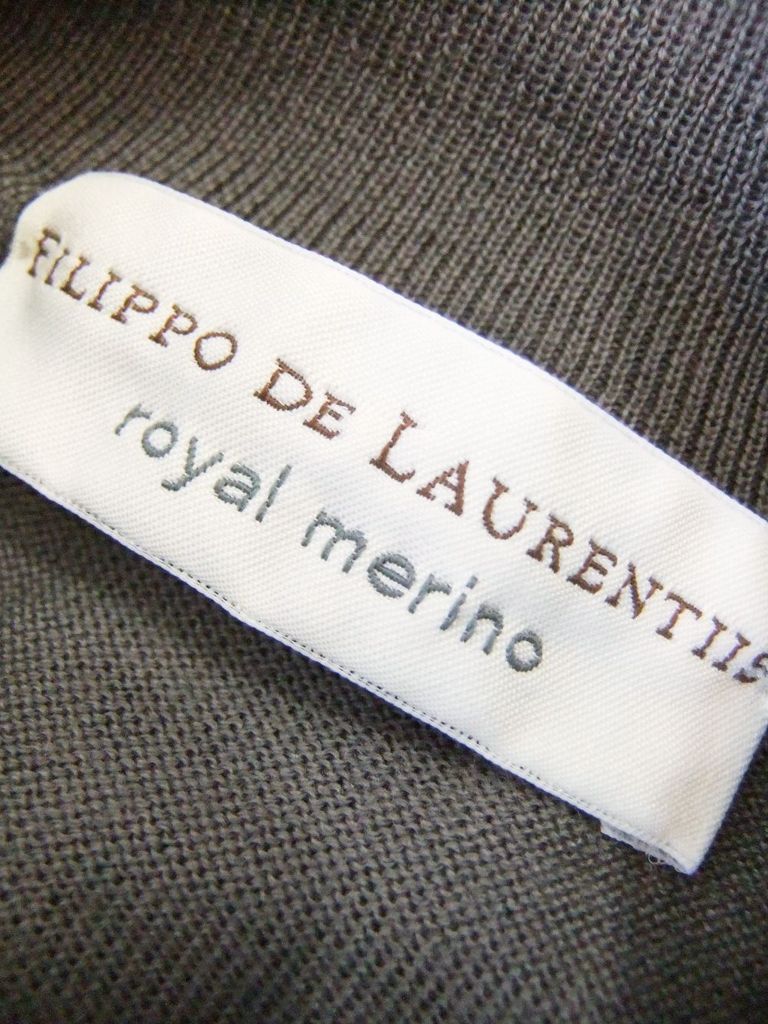 FILIPPO DE LAURENTIIS
royal merino